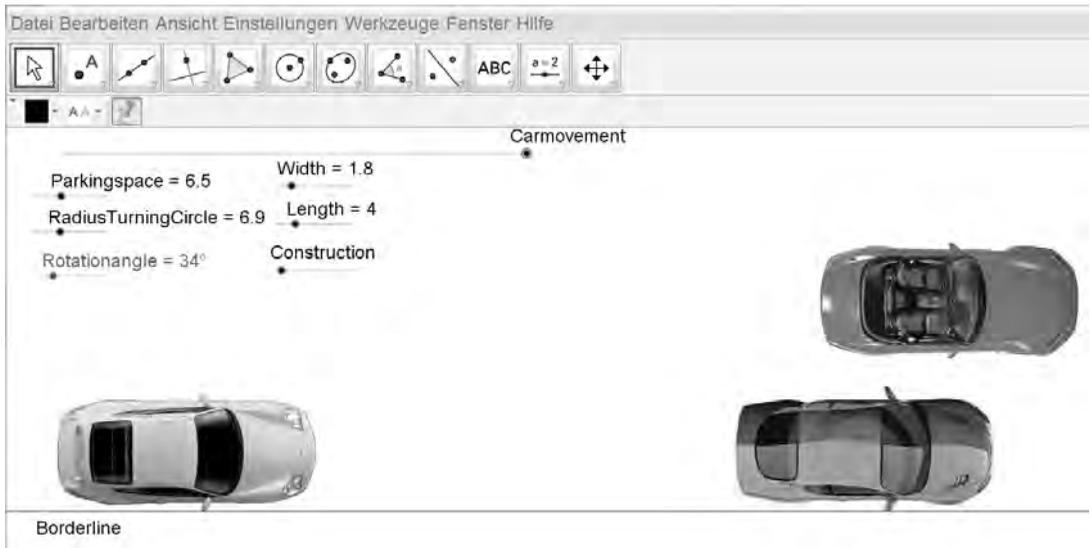 Datei Bearbeiten Ansicht Einstellungen Werkzeuge Fenster Hilfe
A ABC a = 2
A A
Carmovement
Parkingspace = 6.5 Width = 1.8
RadiusTurningCircle = 6.9 Length = 4
Rotationangle = 34° Construction
Borderline